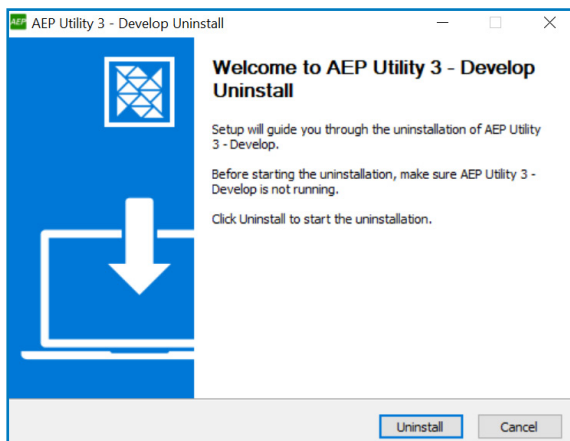 AEP AEP Utility 3 - Develop Uninstall
Welcome to AEP Utility 3 - Develop
Uninstall
Setup will guide you through the uninstallation of AEP Utility
3 - Develop.
Before starting the uninstallation, make sure AEP Utility 3 -
Develop is not running.
Click Uninstall to start the uninstallation.
Uninstall Cancel